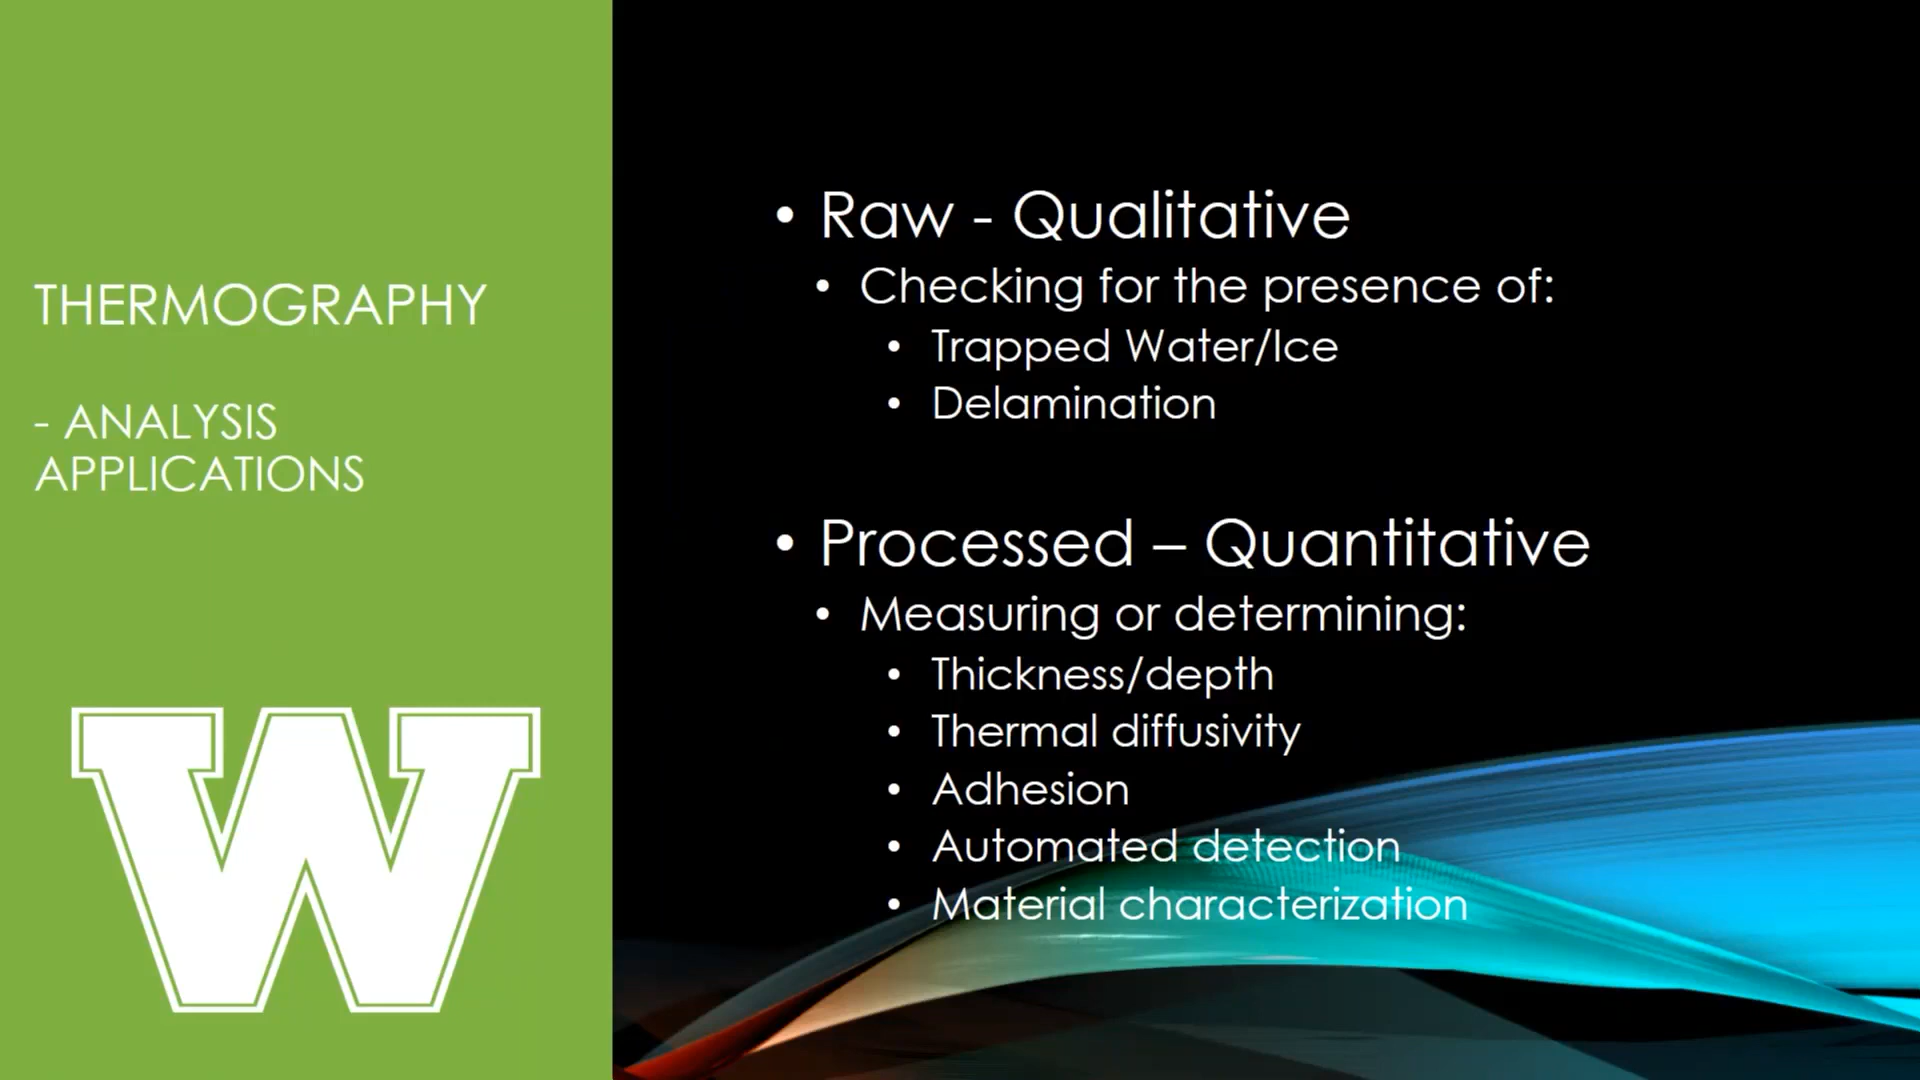 THERMOGRAPHY
- ANALYSIS
APPLICATIONS
W
• Raw - Qualitative
• Checking for the presence of:
• Trapped Water/Ice
• Delamination
• Processed – Quantitative
• Measuring or determining:
• Thickness/depth
• Thermal diffusivity
• Adhesion
• Automated detection
• Material characterization